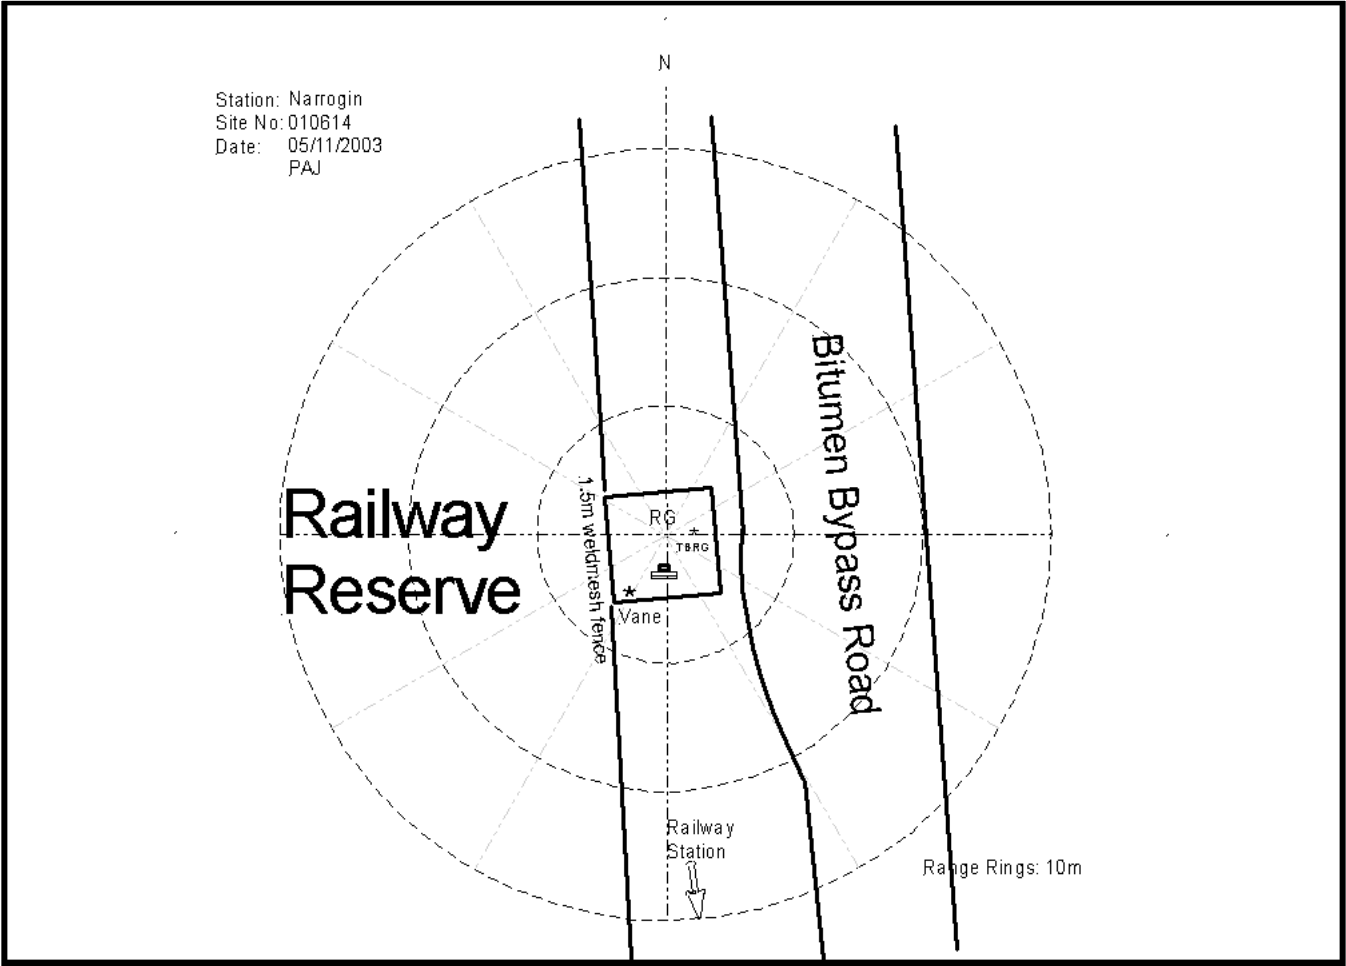 N
Station: Narrogin
Site No: 010614
Date: 05/11/2003
PAJ
Bitumen Bypass Road
1.5m weldmesh fence
Railway
Reserve
RG
TBRG
Vane
Railway
Station
Range Rings: 10m